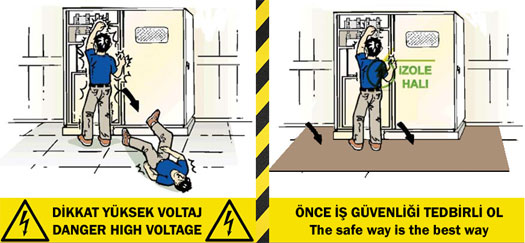 İZOLE
HALI
DİKKAT YÜKSEK VOLTAJ
DANGER HIGH VOLTAGE
ÖNCE İŞ GÜVENLİĞİ TEDBİRLİ OL
The safe way is the best way